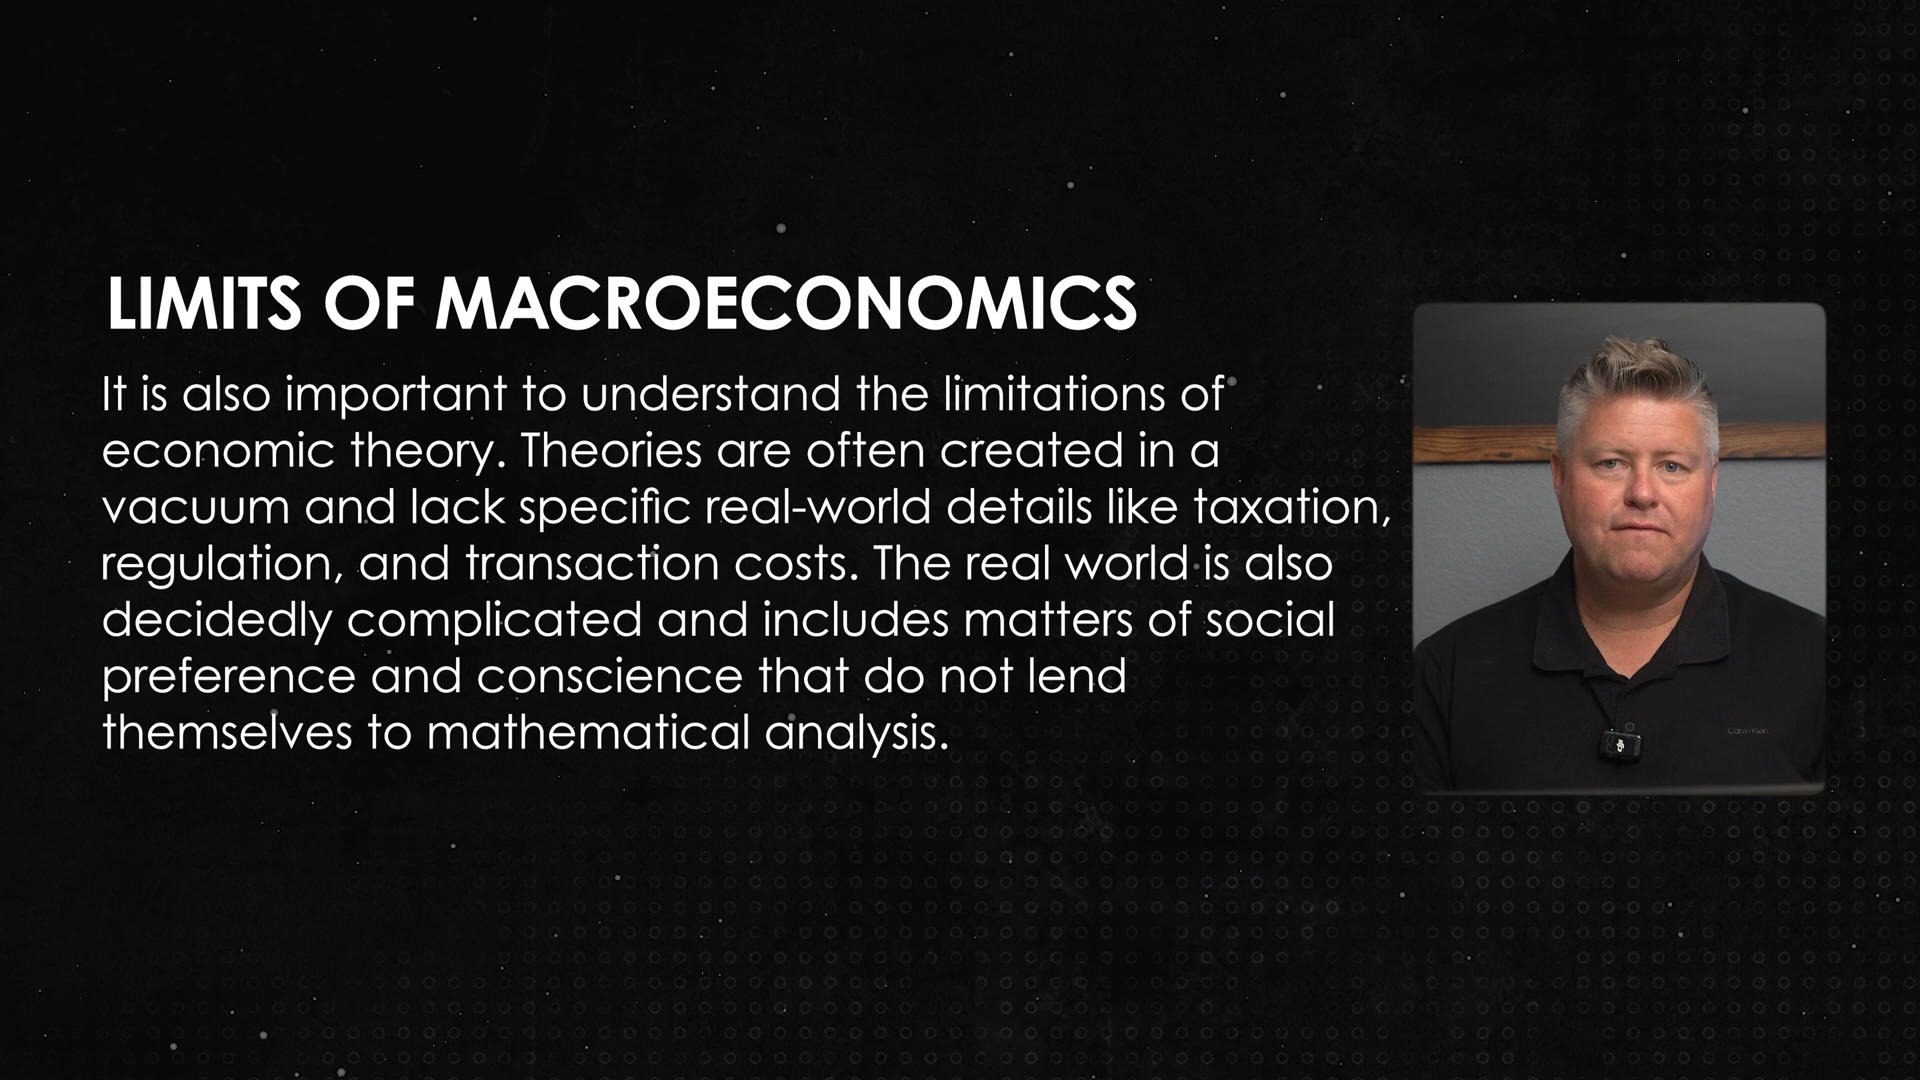 LIMITS OF MACROECONOMICS
It is also important to understand the limitations of
economic theory. Theories are often created in a
vacuum and lack specific real-world details like taxation,
regulation, and transaction costs. The real world is also
decidedly complicated and includes matters of social
preference and conscience that do not lend
themselves to mathematical analysis.
Calvin Klein